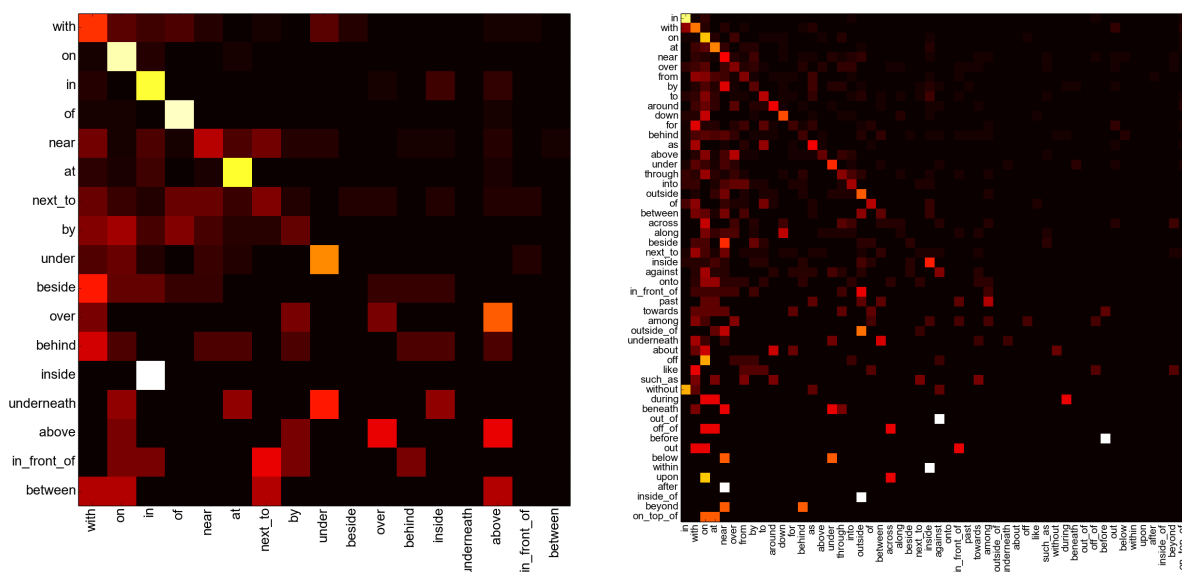 with
on
in
of
near
at
next_to
by
under
beside
over
behind
inside
underneath
above
in_front_of
between
with
on
in
of
near
at
next_to
by
under
beside
over
behind
inside
underneath
above
in_front_of
between
in
with
on
at
near
over
from
by
to
around
down
for
behind
as
above
under
through
into
outside
of
between
across
along
beside
next_to
inside
against
onto
in_front_of
past
towards
among
outside_of
underneath
about
off
like
such_as
without
during
beneath
out_of
off_of
before
out
below
within
upon
after
inside_of
beyond
on_top_of
in
with
on
at
near
over
from
by
to
around
down
for
behind
as
above
under
through
into
outside
of
between
across
along
beside
next_to
inside
against
onto
in_front_of
past
towards
among
outside_of
underneath
about
off
like
such_as
without
during
beneath
out_of
off_of
before
out
below
within
upon
after
inside_of
beyond
on_top_of